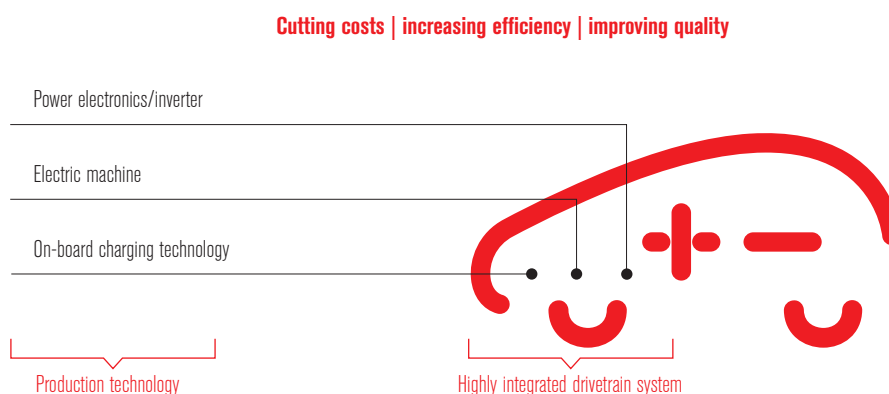 Cutting costs | increasing efficiency | improving quality
Power electronics/inverter
Electric machine
On-board charging technology
Production technology
Highly integrated drivetrain system